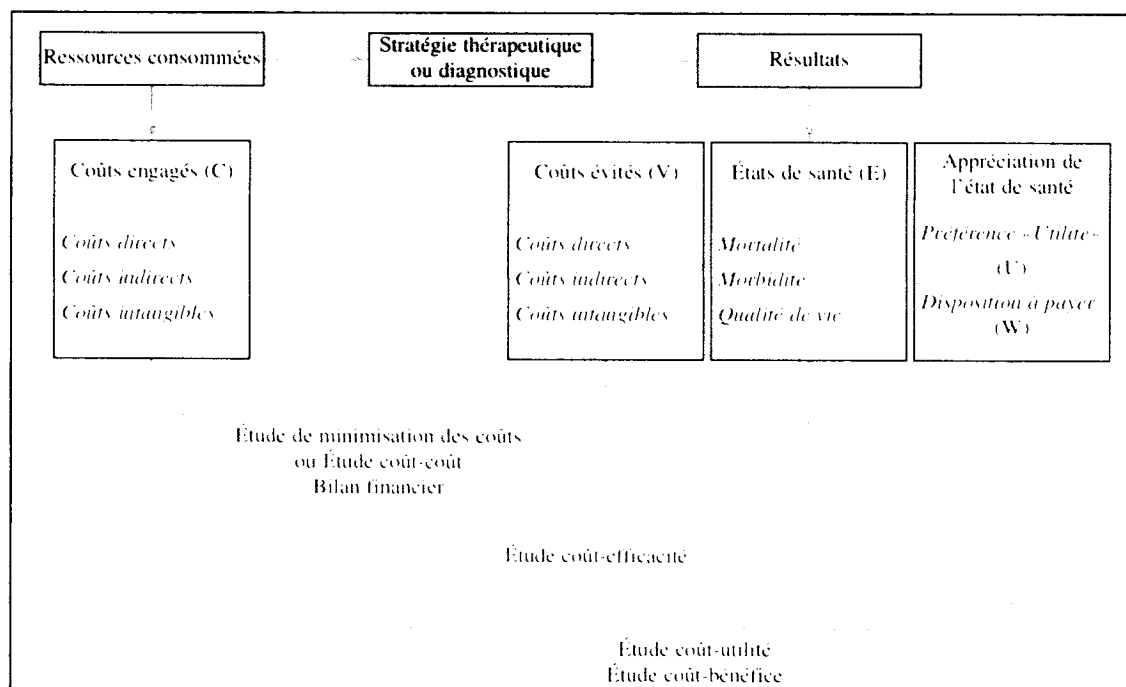 Ressources consommées
Stratégie thérapeutique
ou diagnostique
Résultats
Coûts engagés (C)
Coûts directs
Coûts indirects
Coûts intangibles
Coûts évités (V)
Coûts directs
Coûts indirects
Coûts intangibles
États de santé (E)
Mortalité
Morbidité
Qualité de vie
Appréciation de
l'état de santé
Préférence «Utilité»
(U)
Disposition à payer
(W)
Étude de minimisation des coûts
ou Étude coût-coût
Bilan financier
Étude coût-efficacité
Étude coût-utilité
Étude coût-bénéfice